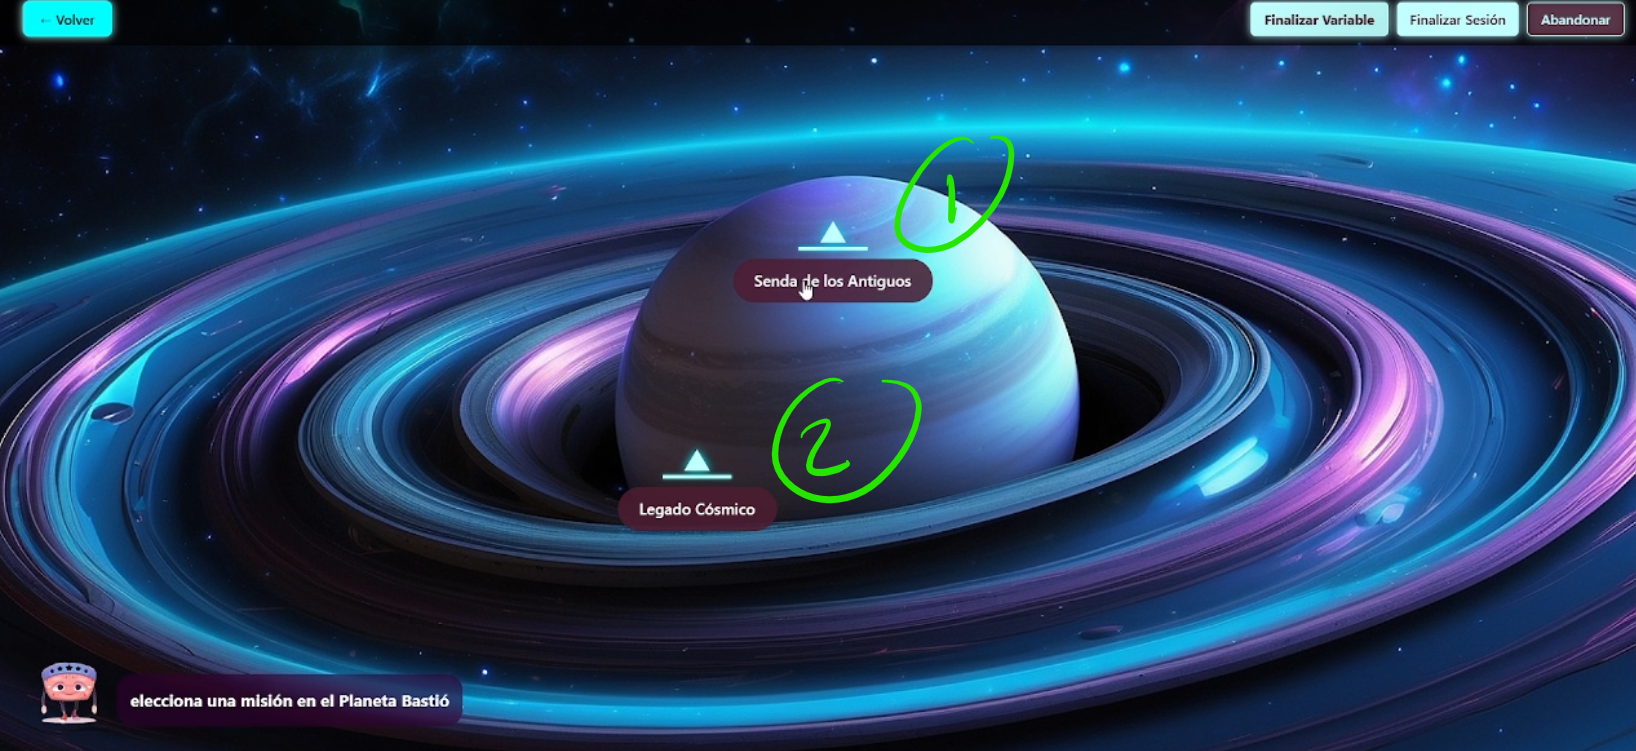 ← Volver
Finalizar Variable
Finalizar Sesión
Abandonar
1
Senda de los Antiguos
2
Legado Cósmico
elecciona una misión en el Planeta Bastió